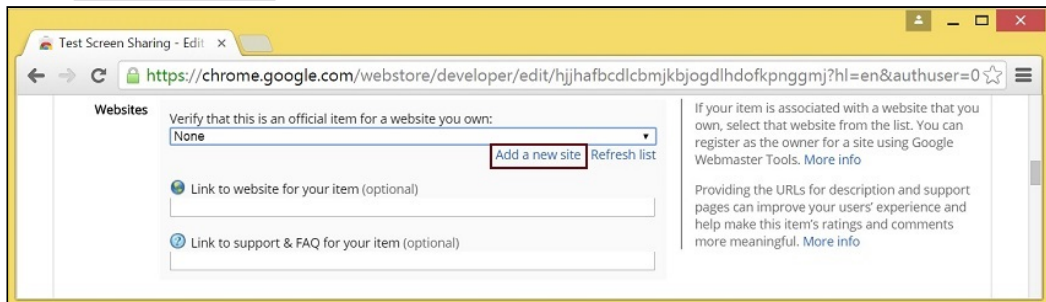 Test Screen Sharing - Edit
https://chrome.google.com/webstore/developer/edit/hjjhafbcdlcbmjkbjogdlhdofkpnggmj?hl=en&authuser=0
Websites
Verify that this is an official item for a website you own:
None
Add a new site Refresh list
Link to website for your item (optional)
Link to support & FAQ for your item (optional)
If your item is associated with a website that you
own, select that website from the list. You can
register as the owner for a site using Google
Webmaster Tools. More info
Providing the URLs for description and support
pages can improve your users' experience and
help make this item's ratings and comments
more meaningful. More info